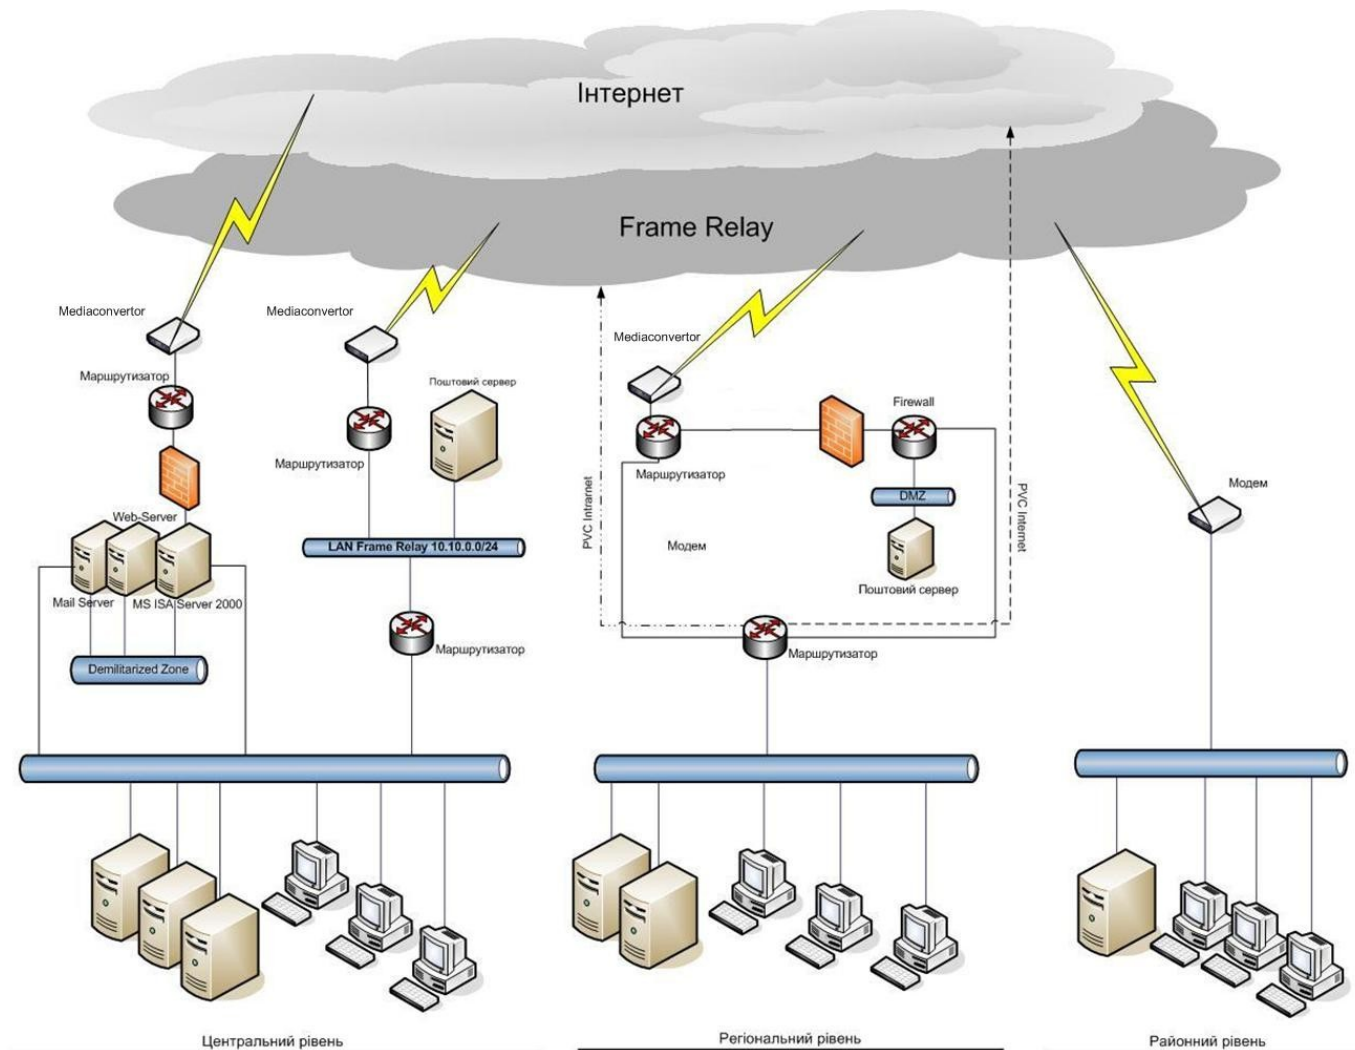 Інтернет
Frame Relay
Mediaconvertor
Mediaconvertor
Mediaconvertor
Маршрутизатор
Поштовий сервер
Firewall
Маршрутизатор
Маршрутизатор
Модем
DMZ
PVC Intranet
PVC Internet
Web-Server
LAN Frame Relay 10.10.0.0/24
Модем
Поштовий сервер
Mail Server
MS ISA Server 2000
Маршрутизатор
Маршрутизатор
Demilitarized Zone
Центральний рівень
Регіональний рівень
Районний рівень